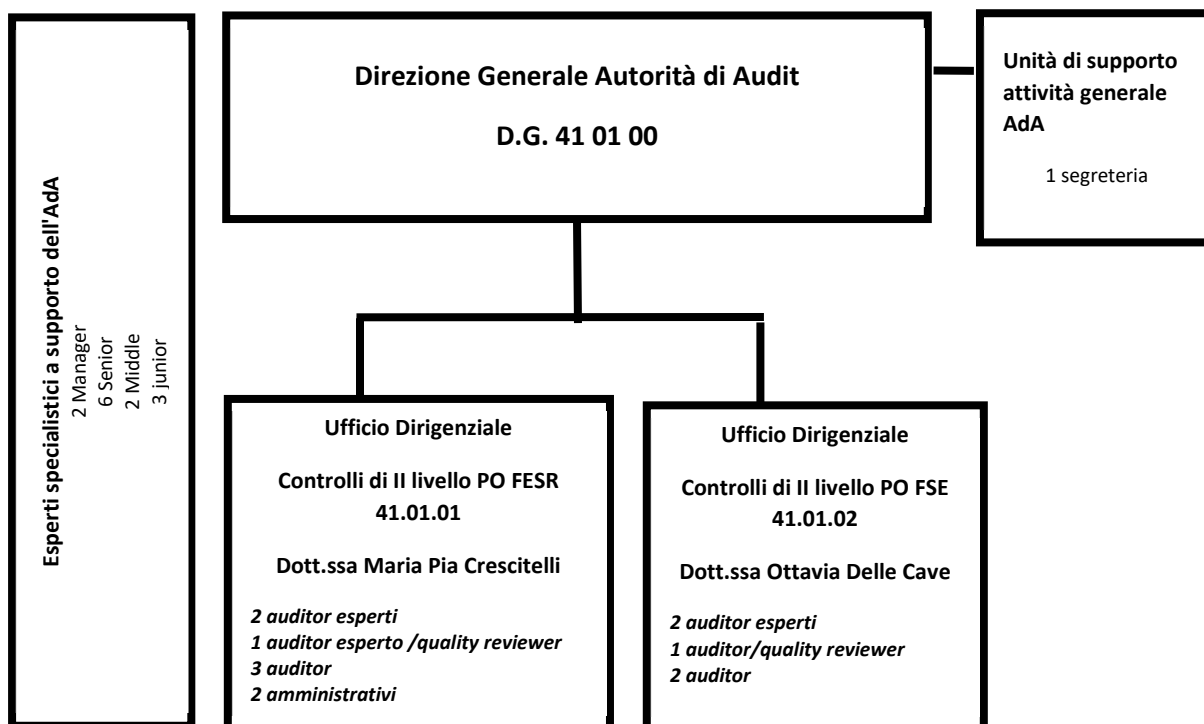 Esperti specialistici a supporto dell'AdA
2 Manager
6 Senior
2 Middle
3 junior
Direzione Generale Autorità di Audit
D.G. 41 01 00
Unità di supporto
attività generale
AdA
1 segreteria
Ufficio Dirigenziale
Controlli di II livello PO FESR
41.01.01
Dott.ssa Maria Pia Crescitelli
2 auditor esperti
1 auditor esperto /quality reviewer
3 auditor
2 amministrativi
Ufficio Dirigenziale
Controlli di II livello PO FSE
41.01.02
Dott.ssa Ottavia Delle Cave
2 auditor esperti
1 auditor/quality reviewer
2 auditor